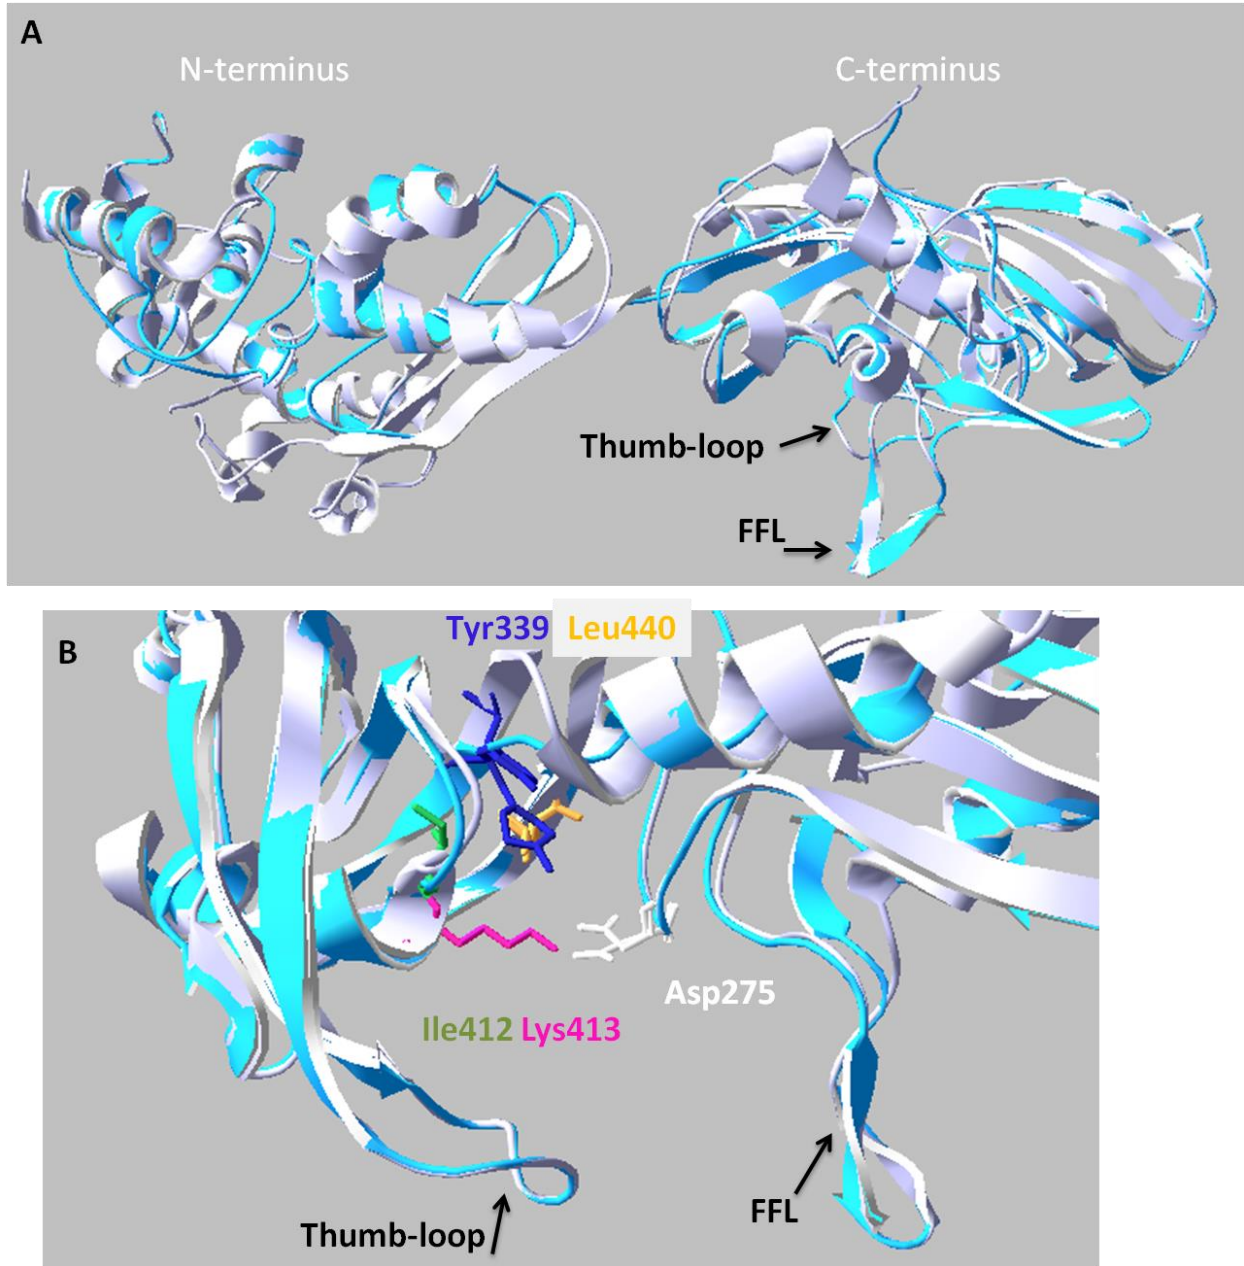 A
N-terminus C-terminus
Thumb-loop
FFL
B
Tyr339 Leu440
Asp275
Ile412 Lys413
FFL
Thumb-loop